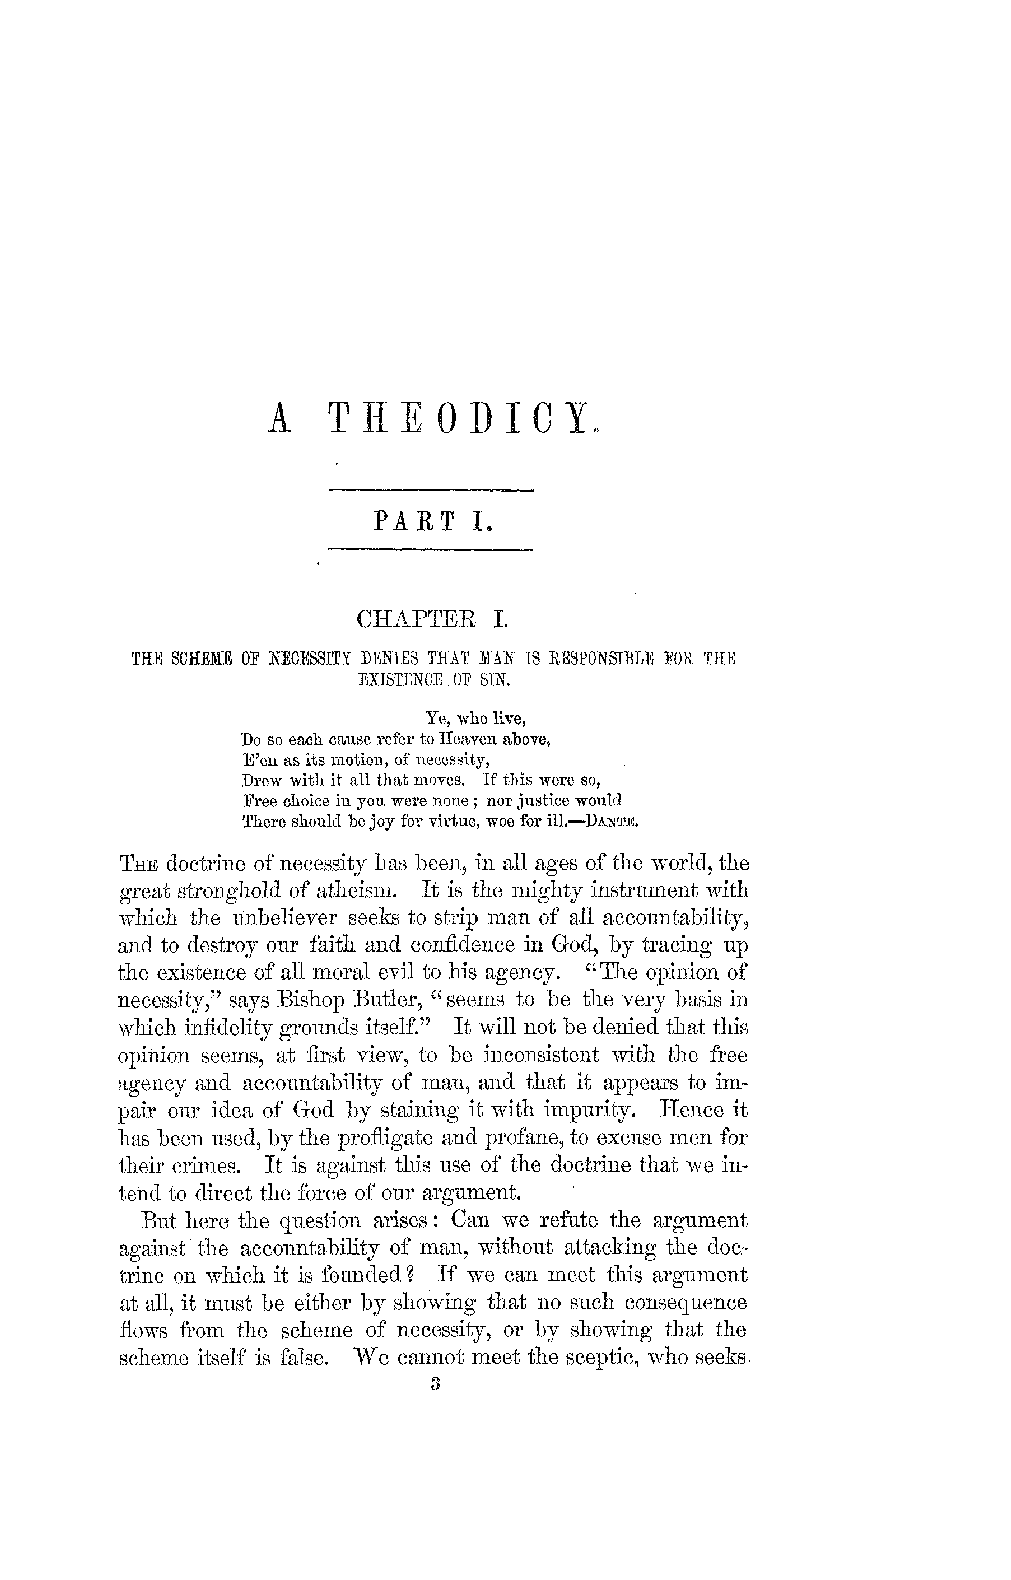 A THEODICY.
PART I.
CHAPTER I.
THE SCHEME OF NECESSITY DENIES THAT MAN IS RESPONSIBLE FOR THE
EXISTENCE OF SIN.
Ye, who live,
Do so each cause refer to Heaven above,
E'en as its motion, of necessity,
Drew with it all that moves. If this were so,
Free choice in you were none; nor justice would
There should be joy for virtue, woe for ill.—DANTE.
THE doctrine of necessity has been, in all ages of the world, the
great stronghold of atheism. It is the mighty instrument with
which the unbeliever seeks to strip man of all accountability,
and to destroy our faith and confidence in God, by tracing up
the existence of all moral evil to his agency. "The opinion of
necessity," says Bishop Butler, "seems to be the very basis in
which infidelity grounds itself." It will not be denied that this
opinion seems, at first view, to be inconsistent with the free
agency and accountability of man, and that it appears to im-
pair our idea of God by staining it with impurity. Hence it
has been used, by the profligate and profane, to excuse men for
their crimes. It is against this use of the doctrine that we in-
tend to direct the force of our argument.
But here the question arises: Can we refute the argument
against the accountability of man, without attacking the doc-
trine on which it is founded? If we can meet this argument
at all, it must be either by showing that no such consequence
flows from the scheme of necessity, or by showing that the
scheme itself is false. We cannot meet the sceptic, who seeks
3